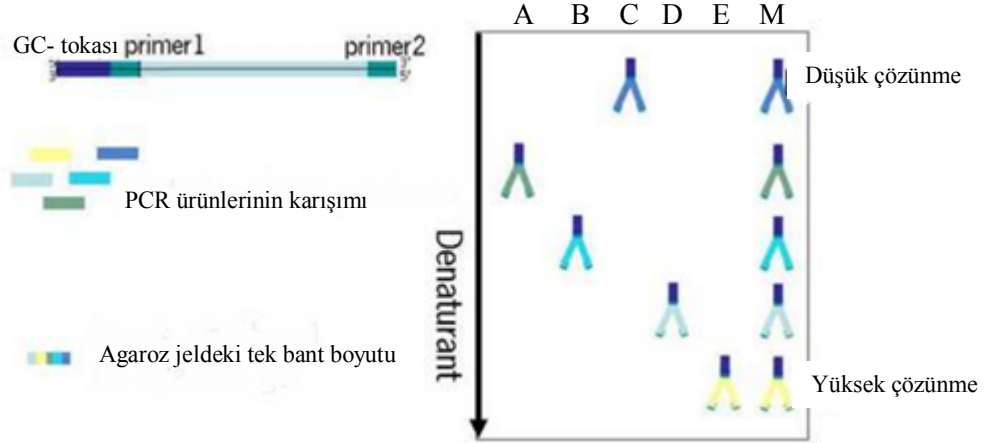 GC- tokası primer1 primer2
PCR ürünlerinin karışımı
Agaroz jeldeki tek bant boyutu
A B C D E M
Denaturant
Düşük çözünme
Yüksek çözünme